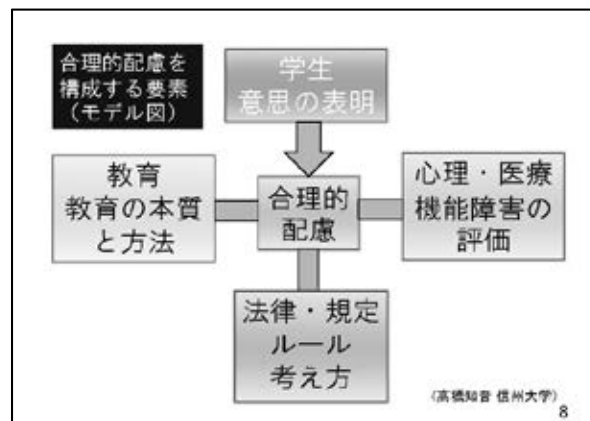 合理的配慮を
構成する要素
（モデル図）
学生
意思の表明
教育
教育の本質
と方法
合理的
配慮
心理・医療
機能障害の
評価
法律・規定
ルール
考え方
（高橋知音 信州大学）
8